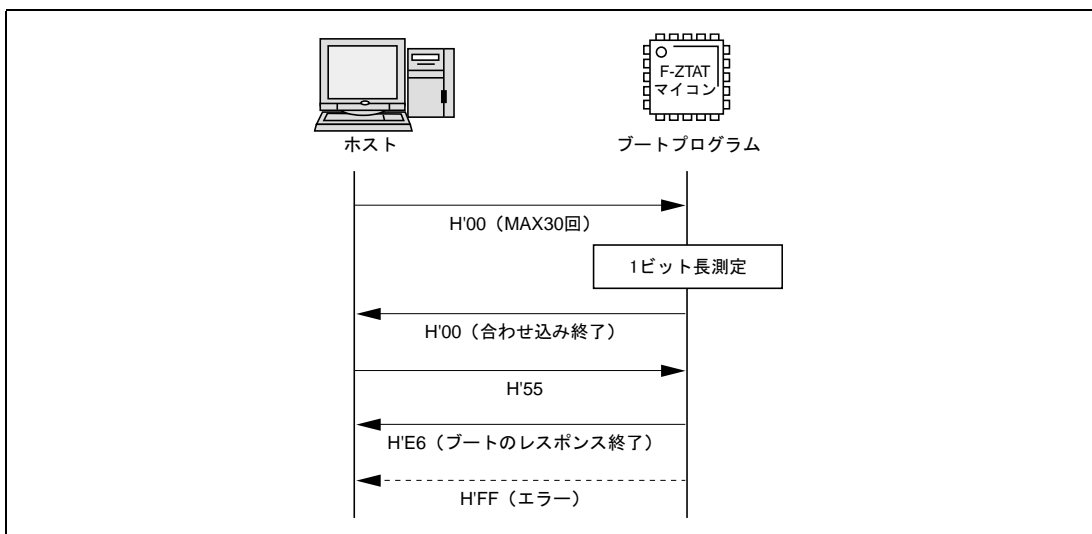 F-ZTAT
マイコン
ホスト
ブートプログラム
H'00（MAX30回）
1ビット長測定
H'00（合わせ込み終了）
H'55
H'E6（ブートのレスポンス終了）
H'FF（エラー）